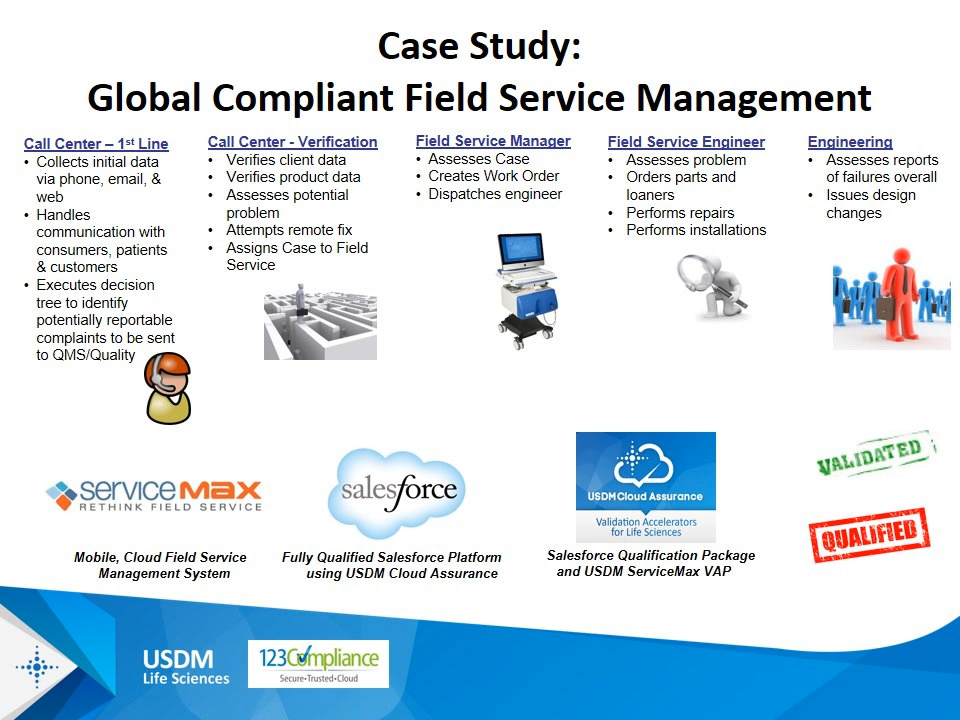 Case Study:
Global Compliant Field Service Management
Call Center – 1st Line
• Collects initial data
via phone, email, &
web
• Handles
communication with
consumers, patients
& customers
• Executes decision
tree to identify
potentially reportable
complaints to be sent
to QMS/Quality
Call Center - Verification
• Verifies client data
• Verifies product data
• Assesses potential
problem
• Attempts remote fix
• Assigns Case to Field
Service
Field Service Manager
• Assesses Case
• Creates Work Order
• Dispatches engineer
Field Service Engineer
• Assesses problem
• Orders parts and
loaners
• Performs repairs
• Performs installations
Engineering
• Assesses reports
of failures overall
• Issues design
changes
serviceMAX
RETHINK FIELD SERVICE
Mobile, Cloud Field Service
Management System
salesforce
Fully Qualified Salesforce Platform
using USDM Cloud Assurance
USDMCloud Assurance
Validation Accelerators
for Life Sciences
Salesforce Qualification Package
and USDM ServiceMax VAP
VALIDATED
QUALIFIED
USDM
Life Sciences
123Compliance
Secure•Trusted•Cloud